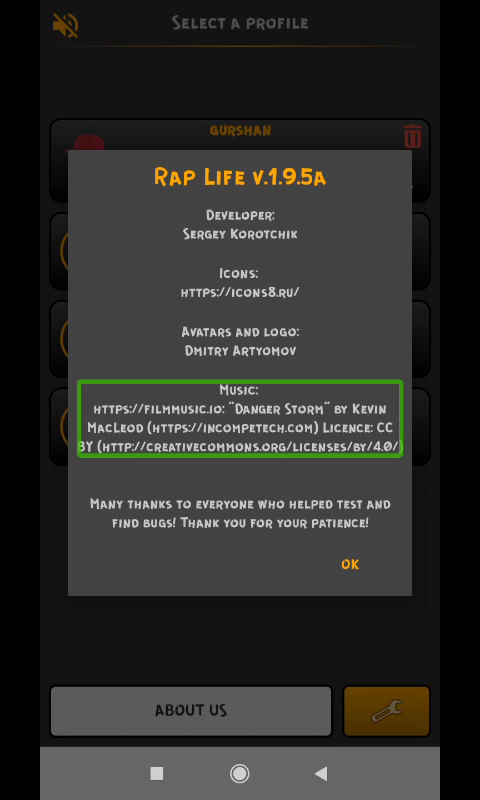 Select a profile
Gurshan
Rap Life v.1.9.5a
Developer:
Sergey Korotchik
Icons:
https://icons8.ru/
Avatars and logo:
Dmitry Artyomov
Music:
https://filmmusic.io: "Danger Storm" by Kevin
MacLeod (https://incompetech.com) Licence: CC
BY (http://creativecommons.org/licenses/by/4.0/)
Many thanks to everyone who helped test and
find bugs! Thank you for your patience!
OK
ABOUT US